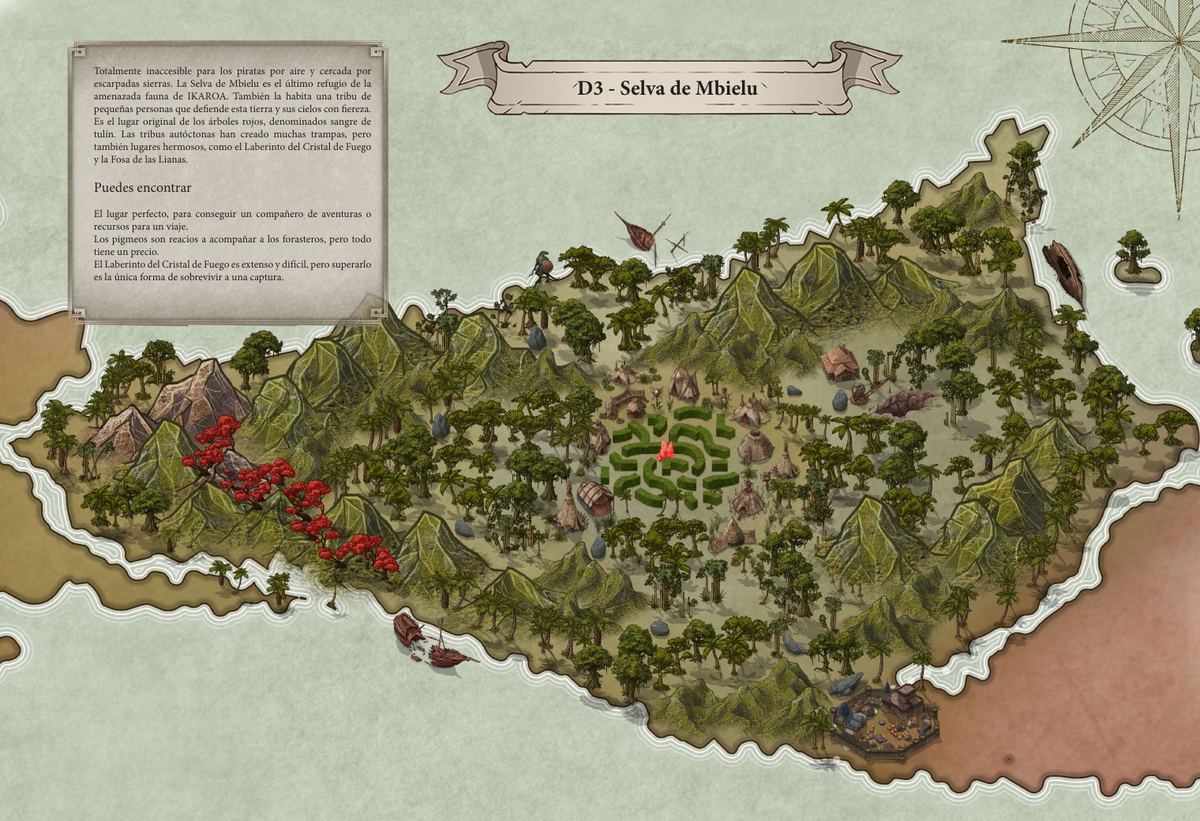 D3 - Selva de Mbielu
Totalmente inaccesible para los piratas por aire y cercada por
escarpadas sierras. La Selva de Mbielu es el último refugio de la
amenazada fauna de IKAROA. También la habita una tribu de
pequeñas personas que defiende esta tierra y sus cielos con fiereza.
Es el lugar original de los árboles rojos, denominados sangre de
tulín. Las tribus autóctonas han creado muchas trampas, pero
también lugares hermosos, como el Laberinto del Cristal de Fuego
y la Fosa de las Lianas.
Puedes encontrar
El lugar perfecto, para conseguir un compañero de aventuras o
recursos para un viaje.
Los pigmeos son reacios a acompañar a los forasteros, pero todo
tiene un precio.
El Laberinto del Cristal de Fuego es extenso y difícil, pero superarlo
es la única forma de sobrevivir a una captura.